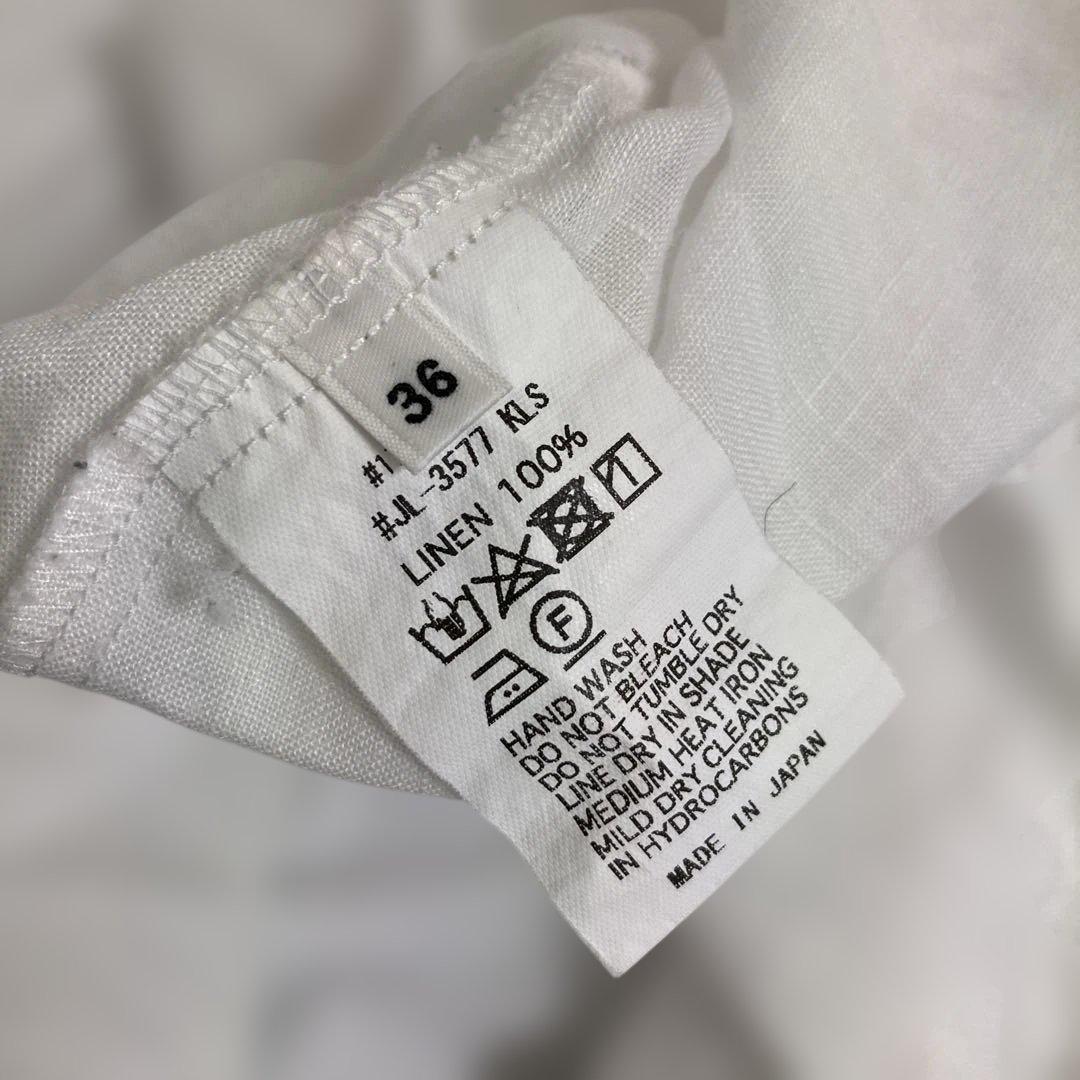 36
#1
#JL-3577 KLS
LINEN 100%
F
HAND WASH
DO NOT BLEACH
DO NOT TUMBLE DRY
LINE DRY IN SHADE
MEDIUM HEAT IRON
MILD DRY CLEANING
IN HYDROCARBONS
MADE IN JAPAN